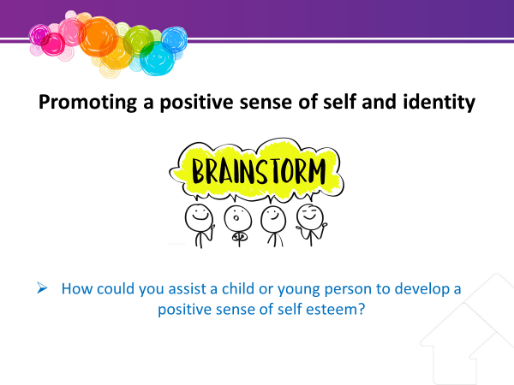 Promoting a positive sense of self and identity
BRAINSTORM
➢ How could you assist a child or young person to develop a
positive sense of self esteem?